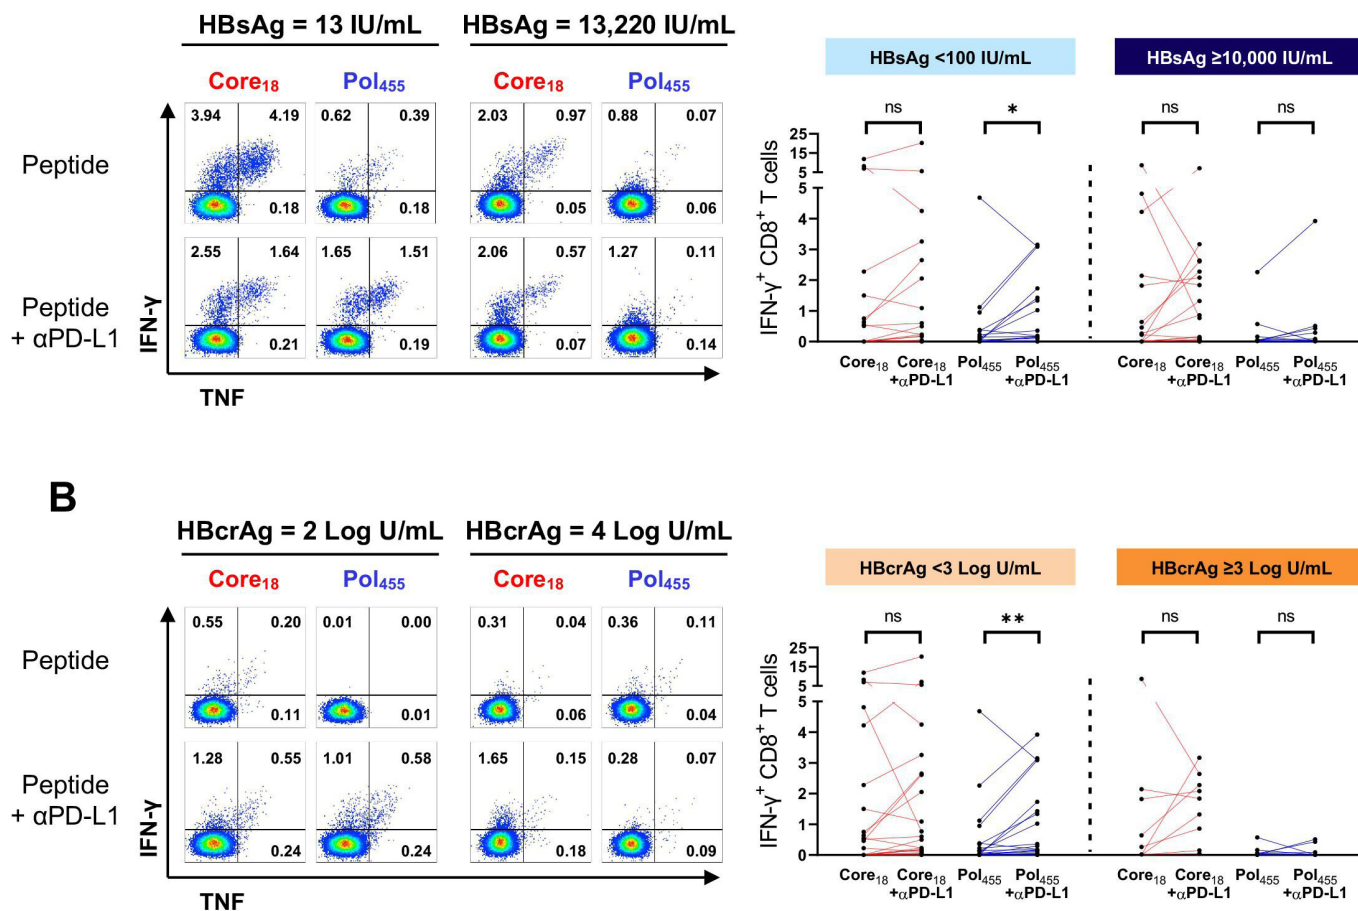 HBsAg = 13 IU/mL
HBsAg = 13,220 IU/mL
Core18
Pol455
Core18
Pol455
Peptide
3.94 4.19
0.18
0.62 0.39
0.18
2.03 0.97
0.05
0.88 0.07
0.06
Peptide
+ αPD-L1
2.55 1.64
0.21
1.65 1.51
0.19
2.06 0.57
0.07
1.27 0.11
0.14
IFN-γ
TNF
HBsAg <100 IU/mL
HBsAg ≥10,000 IU/mL
ns
*
ns
ns
IFN-γ+ CD8+ T cells
25
15
5
5
4
3
2
1
0
Core18
Core18
+αPD-L1
Pol455
Pol455
+αPD-L1
Core18
Core18
+αPD-L1
Pol455
Pol455
+αPD-L1
B
HBcrAg = 2 Log U/mL
HBcrAg = 4 Log U/mL
Core18
Pol455
Core18
Pol455
Peptide
0.55 0.20
0.11
0.01 0.00
0.01
0.31 0.04
0.06
0.36 0.11
0.04
Peptide
+ αPD-L1
1.28 0.55
0.24
1.01 0.58
0.24
1.65 0.15
0.18
0.28 0.07
0.09
IFN-γ
TNF
HBcrAg <3 Log U/mL
HBcrAg ≥3 Log U/mL
ns
**
ns
ns
IFN-γ+ CD8+ T cells
25
15
5
5
4
3
2
1
0
Core18
Core18
+αPD-L1
Pol455
Pol455
+αPD-L1
Core18
Core18
+αPD-L1
Pol455
Pol455
+αPD-L1